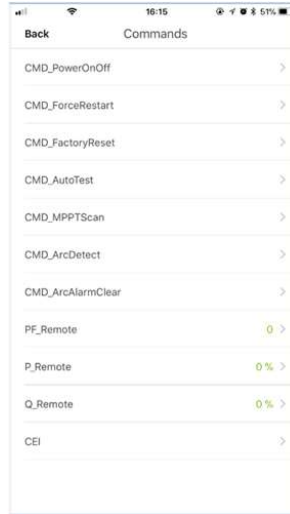 16:15
51%
Back
Commands
CMD_PowerOnOff
CMD_ForceRestart
CMD_FactoryReset
CMD_AutoTest
CMD_MPPTScan
CMD_ArcDetect
CMD_ArcAlarmClear
PF_Remote 0
P_Remote 0 %
Q_Remote 0 %
CEI